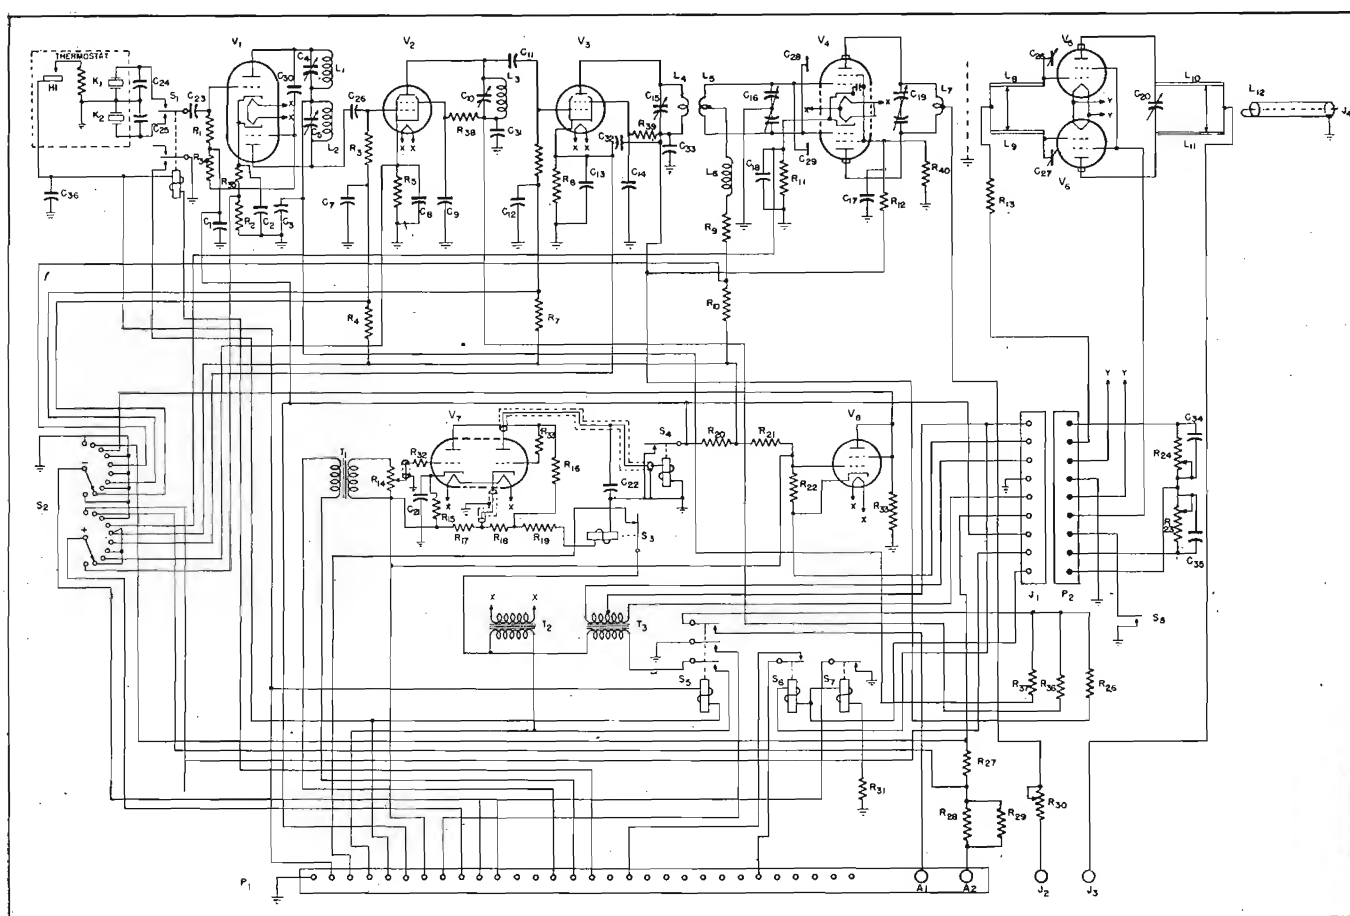 V1 V2 V3 V4 V5
THERMOSTAT
H1 K1 K2 C24 C25 S1 C23 R1
C4 L1 C30 L2 C26
C11 L3 C10 R38 C31
C15 L4 L5 C32 R39 C33
C28 C16 C29 C19 L7
L8 L9 C26 C27 V6 C20 L10 L11 L12 J4
X X X X X X
Y Y
C36 C1 R2 C2 C3 R3 C7 R5 C8 C9 C12 R6 C13 C14 L6 R9 C18 R11 C17 R12 R40 R13
R4 R7 R10
Y Y
S2
−
+
T1 R14 R32 V7 R33 R16 C21 R15 R17 R18 R19 C22 S4 S3
R20 R21 R22 V8 R33
X X X X
C34 R24 R23 C35
J1 P2 S8
X X
T2 T3
S5 S6 S7
R37 R36 R26
R27 R31 R28 R29 R30
P1 A1 A2 J2 J3